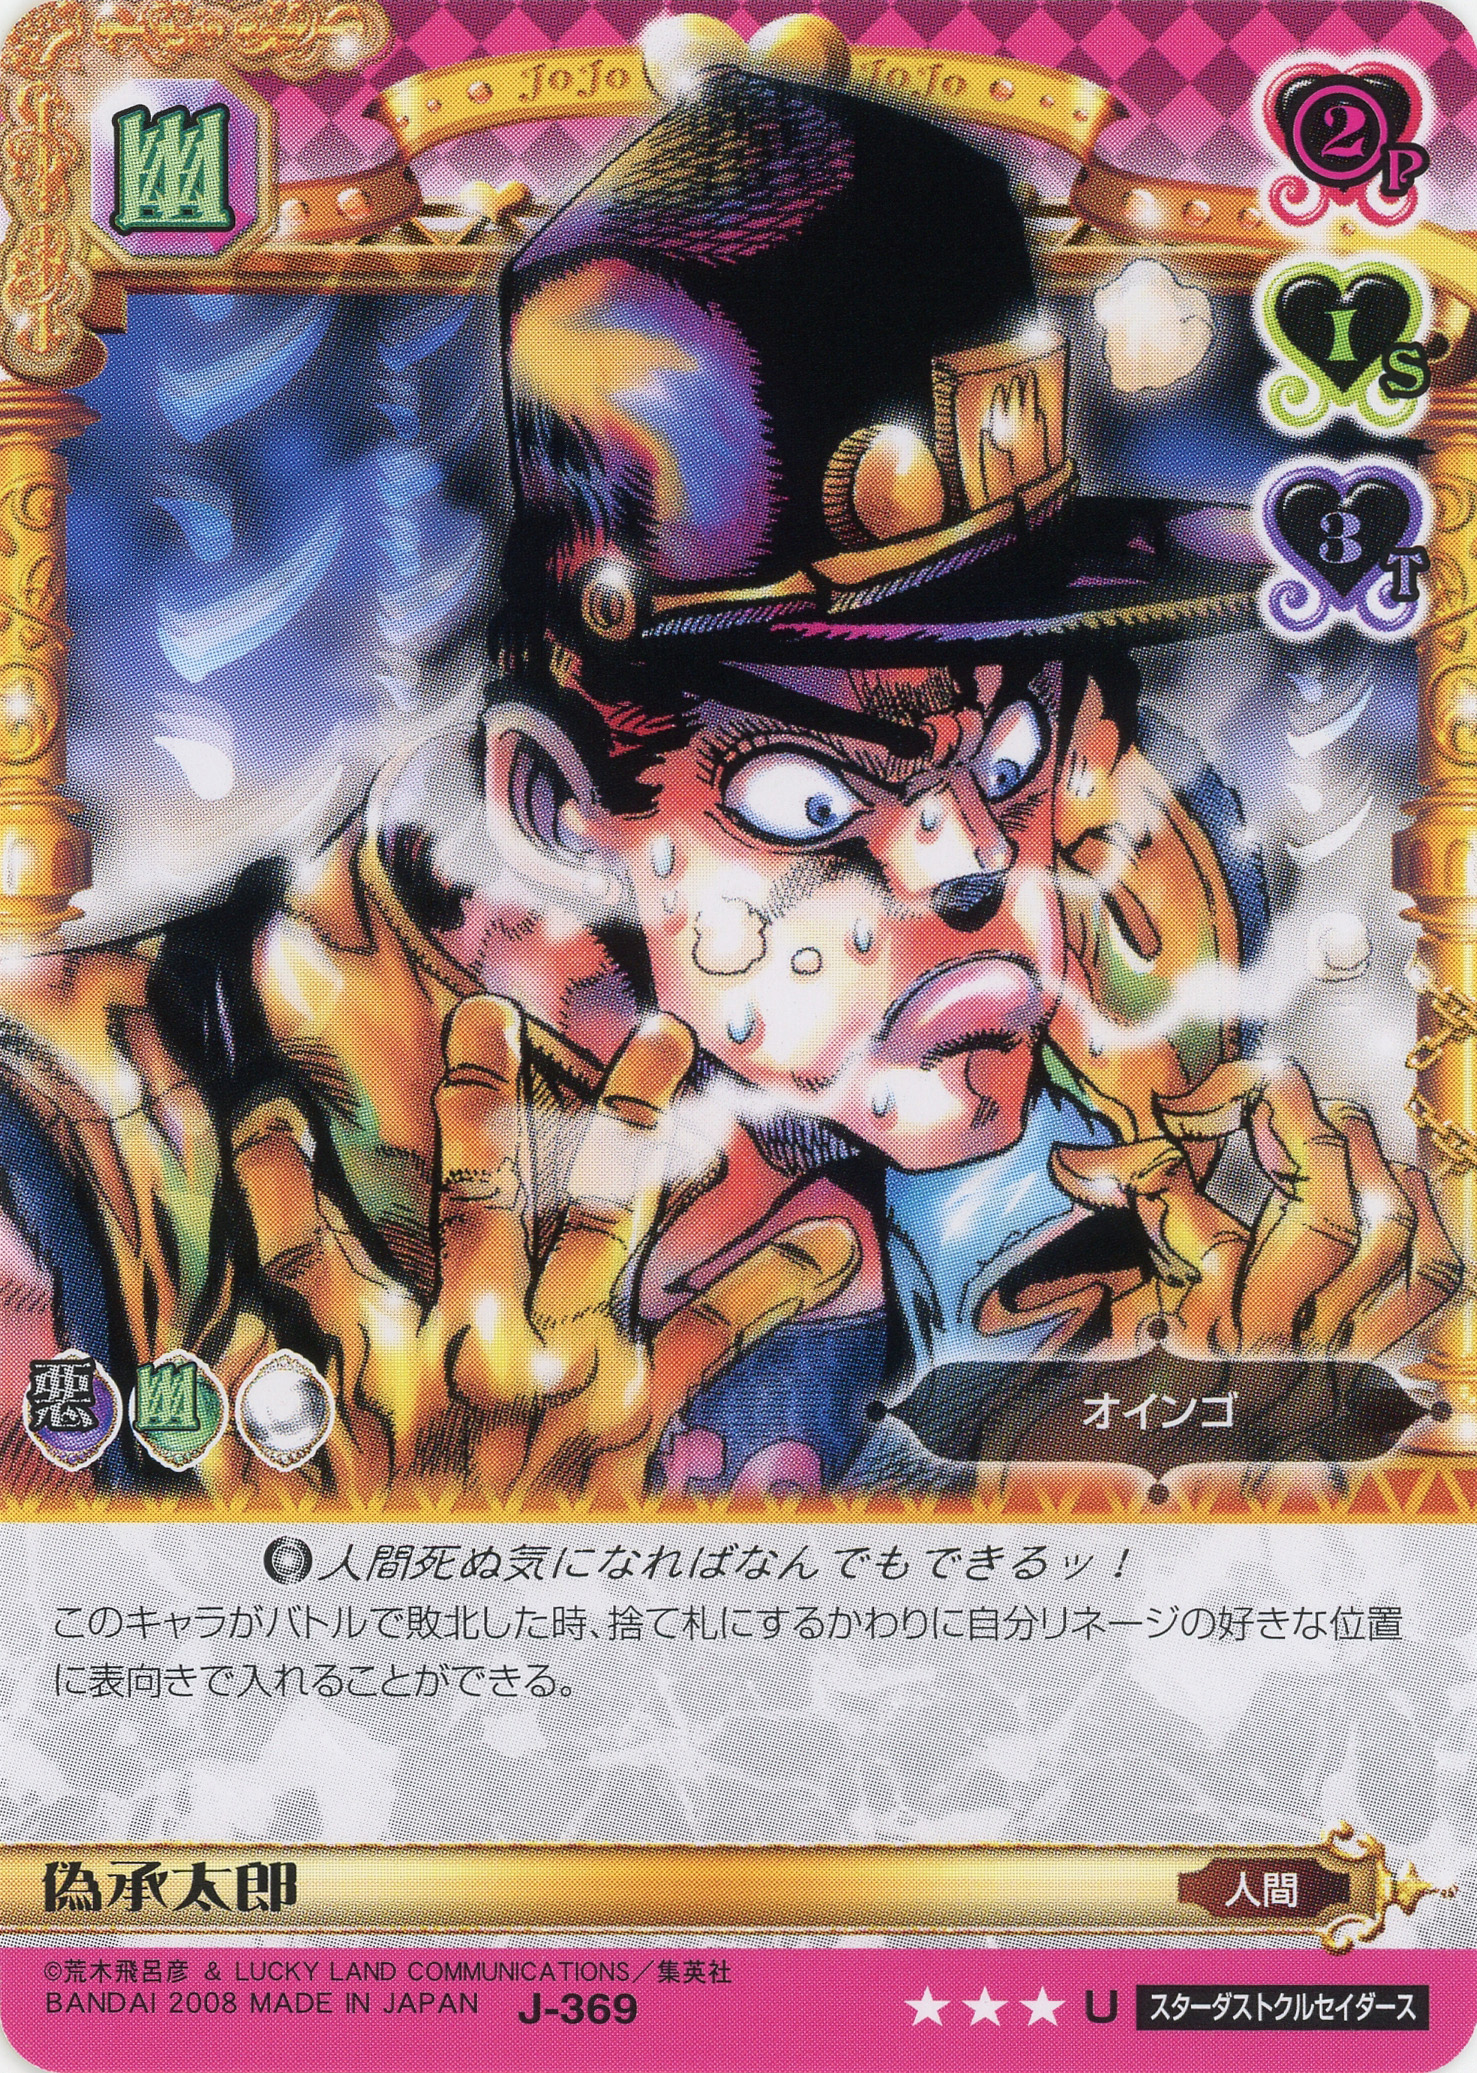 JoJo JoJo
2P
1S
3T
悪
オインゴ
人間死ぬ気になればなんでもできるッ！
このキャラがバトルで敗北した時、捨て札にするかわりに自分リネージの好きな位置
に表向きで入れることができる。
偽承太郎
人間
©荒木飛呂彦 & LUCKY LAND COMMUNICATIONS／集英社
BANDAI 2008 MADE IN JAPAN J-369
★★★ U スターダストクルセイダース